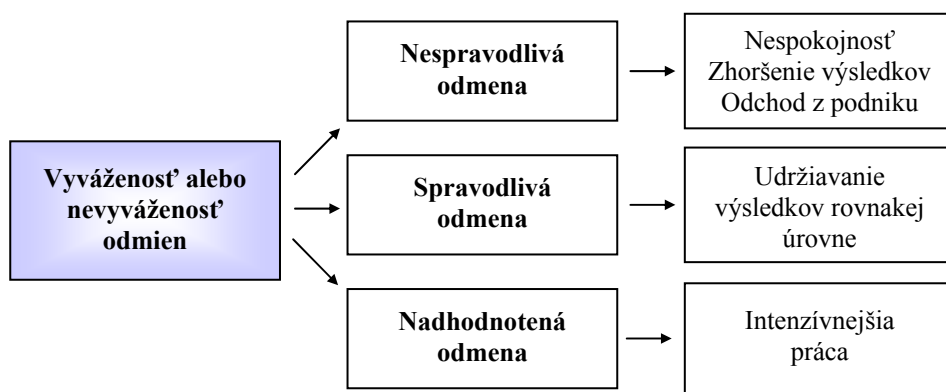 Nespravodlivá
odmena
Nespokojnosť
Zhoršenie výsledkov
Odchod z podniku
Vyváženosť alebo
nevyváženosť
odmien
Spravodlivá
odmena
Udržiavanie
výsledkov rovnakej
úrovne
Nadhodnotená
odmena
Intenzívnejšia
práca